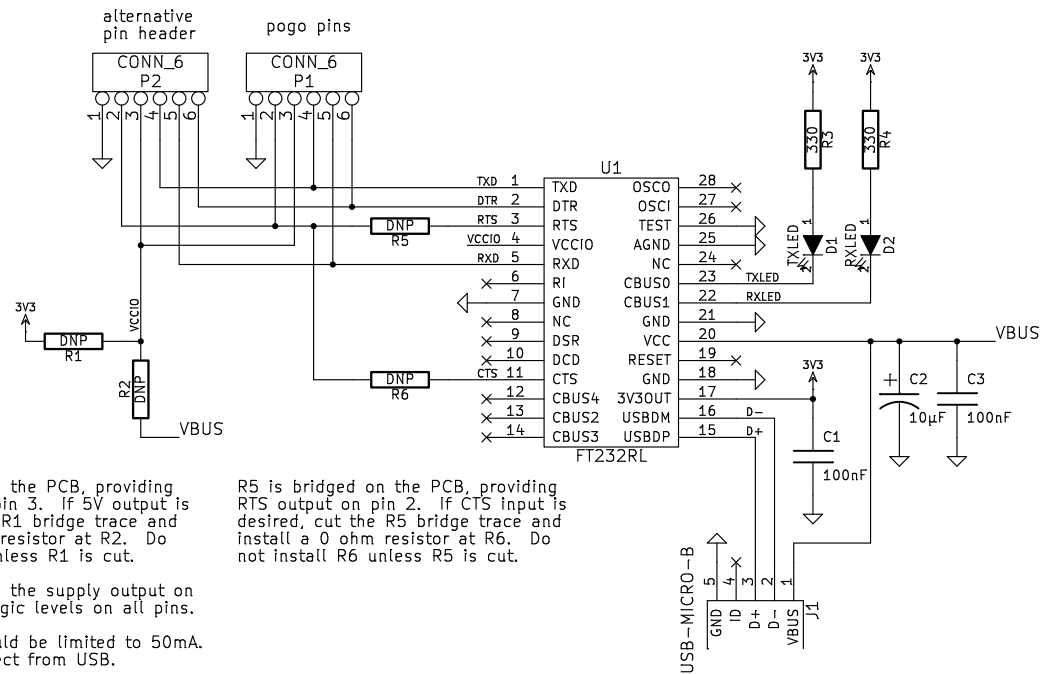 alternative
pin header
pogo pins
CONN_6
P2
CONN_6
P1
1 2 3 4 5 6
1 2 3 4 5 6
3V3
3V3
330
R3
330
R4
U1
FT232RL
TXD 1 TXD
DTR 2 DTR
RTS 3 RTS
VCCIO 4 VCCIO
RXD 5 RXD
6 RI
7 GND
8 NC
9 DSR
10 DCD
CTS 11 CTS
12 CBUS4
13 CBUS2
14 CBUS3
OSCO 28
OSCI 27
TEST 26
AGND 25
NC 24
CBUS0 23 TXLED
CBUS1 22 RXLED
GND 21
VCC 20
RESET 19
GND 18
3V3OUT 17
USBDM 16 D-
USBDP 15 D+
DNP
R5
DNP
R6
TXLED
1
D1
2
RXLED
1
D2
2
VBUS
3V3
DNP
R1
VCCIO
R2
DNP
VBUS
3V3
C1
100nF
+
C2
10µF
C3
100nF
the PCB, providing
in 3. If 5V output is
R1 bridge trace and
resistor at R2. Do
nless R1 is cut.
the supply output on
gic levels on all pins.
ld be limited to 50mA.
ect from USB.
R5 is bridged on the PCB, providing
RTS output on pin 2. If CTS input is
desired, cut the R5 bridge trace and
install a 0 ohm resistor at R6. Do
not install R6 unless R5 is cut.
USB-MICRO-B
5 4 3 2 1
GND ID D+ D- VBUS
J1